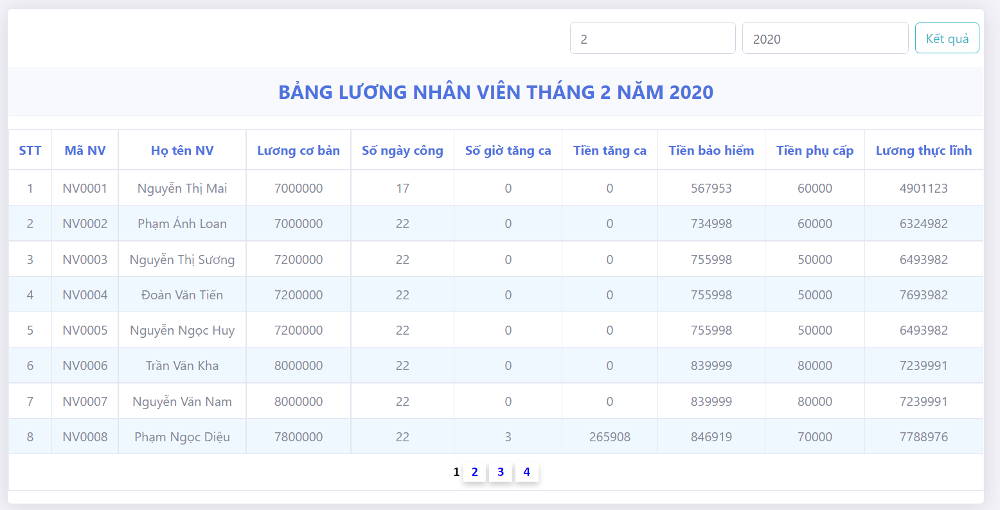 2 2020 Kết quả
BẢNG LƯƠNG NHÂN VIÊN THÁNG 2 NĂM 2020
STT Mã NV Họ tên NV Lương cơ bản Số ngày công Số giờ tăng ca Tiền tăng ca Tiền bảo hiểm Tiền phụ cấp Lương thực lĩnh
1 NV0001 Nguyễn Thị Mai 7000000 17 0 0 567953 60000 4901123
2 NV0002 Phạm Ánh Loan 7000000 22 0 0 734998 60000 6324982
3 NV0003 Nguyễn Thị Sương 7200000 22 0 0 755998 50000 6493982
4 NV0004 Đoàn Văn Tiến 7200000 22 0 0 755998 50000 7693982
5 NV0005 Nguyễn Ngọc Huy 7200000 22 0 0 755998 50000 6493982
6 NV0006 Trần Văn Kha 8000000 22 0 0 839999 80000 7239991
7 NV0007 Nguyễn Văn Nam 8000000 22 0 0 839999 80000 7239991
8 NV0008 Phạm Ngọc Diệu 7800000 22 3 265908 846919 70000 7788976
1 2 3 4